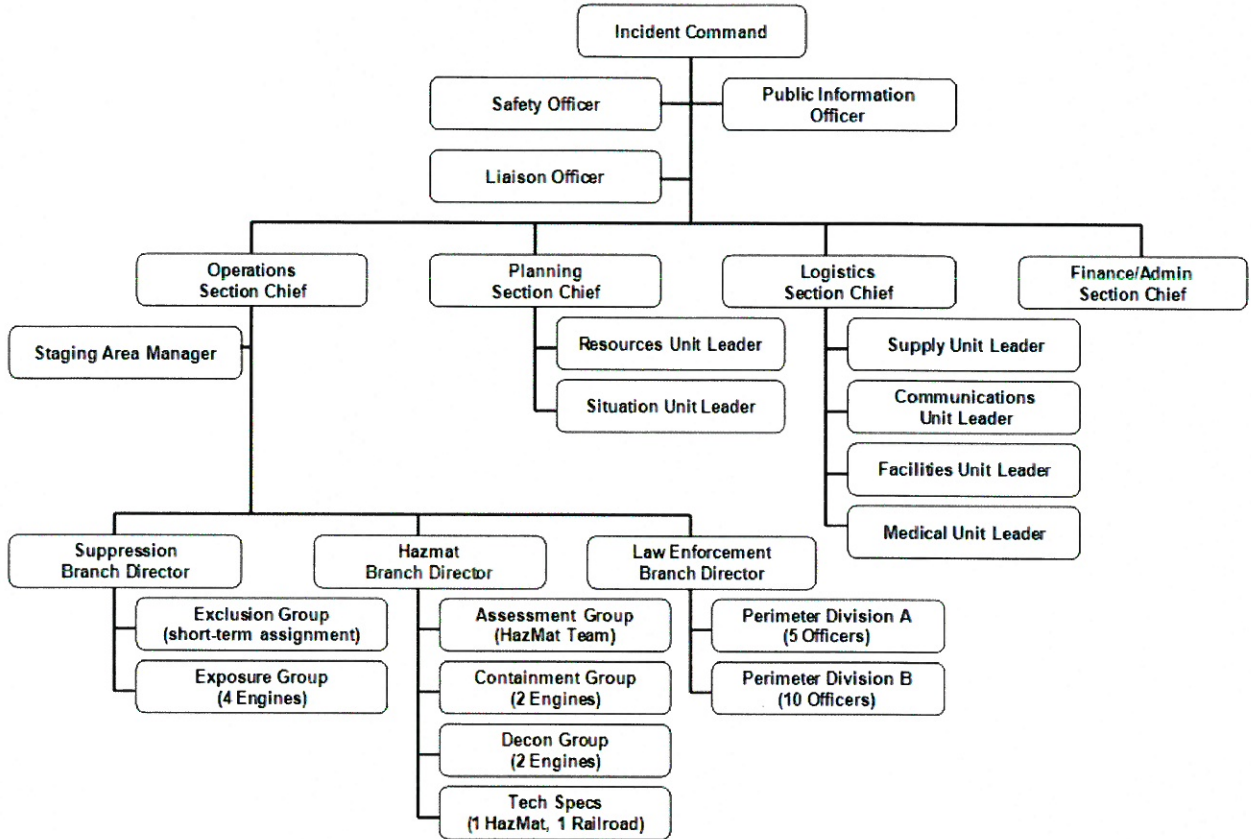 Incident Command
Safety Officer
Public Information
Officer
Liaison Officer
Operations
Section Chief
Planning
Section Chief
Logistics
Section Chief
Finance/Admin
Section Chief
Staging Area Manager
Resources Unit Leader
Situation Unit Leader
Supply Unit Leader
Communications
Unit Leader
Facilities Unit Leader
Medical Unit Leader
Suppression
Branch Director
Hazmat
Branch Director
Law Enforcement
Branch Director
Exclusion Group
(short-term assignment)
Exposure Group
(4 Engines)
Assessment Group
(HazMat Team)
Containment Group
(2 Engines)
Decon Group
(2 Engines)
Tech Specs
(1 HazMat, 1 Railroad)
Perimeter Division A
(5 Officers)
Perimeter Division B
(10 Officers)